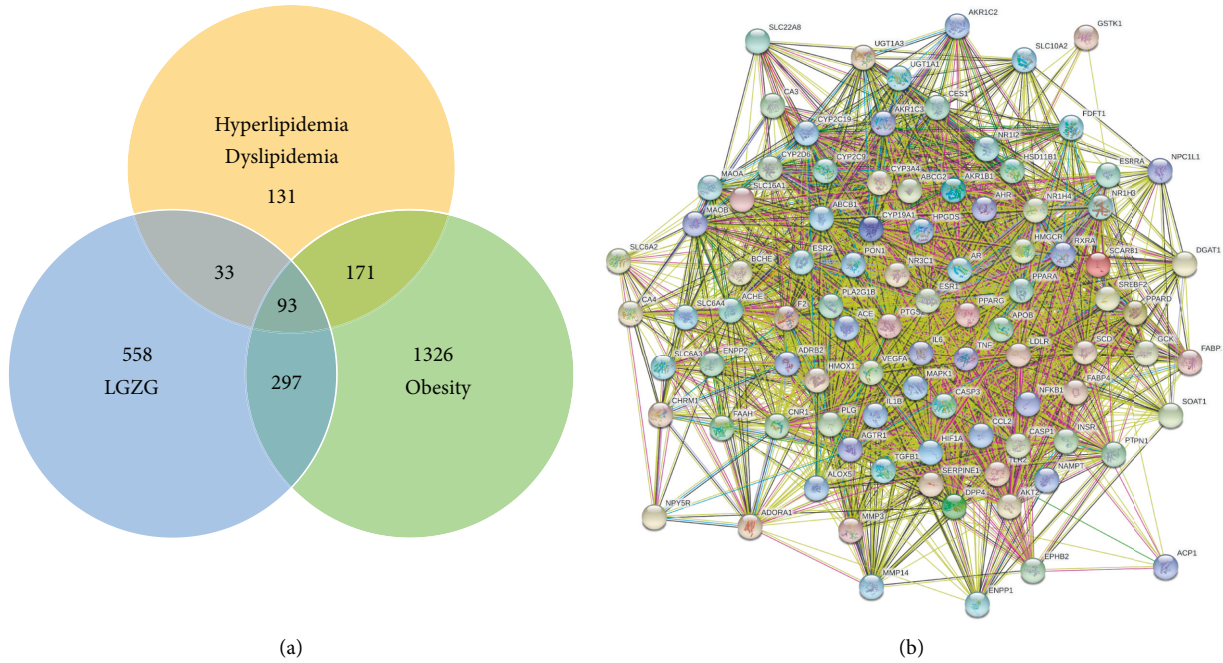 Hyperlipidemia
Dyslipidemia
131
33
171
93
558
LGZG
297
1326
Obesity
(a)
AKR1C2
SLC22A8
GSTK1
UGT1A3
SLC10A2
UGT1A1
CA3
CES1
AKR1C3
CYP2C19
FDFT1
NR1I2
CYP2D6
CYP2C9
HSD11B1
NPC1L1
MAOA
CYP3A4
ABCG2
AKR1B1
ESRRA
SLC16A1
NR1H4
NR1H3
ABCB1
AHR
MAOB
CYP19A1
HPGDS
HMGCR
RXRA
SLC6A2
BCHE
ESR2
PON1
NR3C1
AR
SCARB1
DGAT1
PPARA
SREBF2
CA4
SLC6A4
ACHE
PLA2G1B
ESR1
PPARD
F2
ACE
PTGS
PPARG
APOB
SLC6A3
ENPP2
ADRB2
IL6
TNF
LDLR
SCD
GCK
FABP
HMOX1
VEGFA
MAPK1
FABP4
CHRM1
FAAH
CNR1
PLG
IL1B
CASP3
NFKB1
SOAT1
AGTR1
HIF1A
CCL2
CASP1
INSR
PTPN1
ALOX5
TGFB1
TLR2
NAMPT
SERPINE1
NPY5R
ADORA1
MMP3
DPP4
AKT2
MMP14
EPHB2
ACP1
ENPP1
(b)